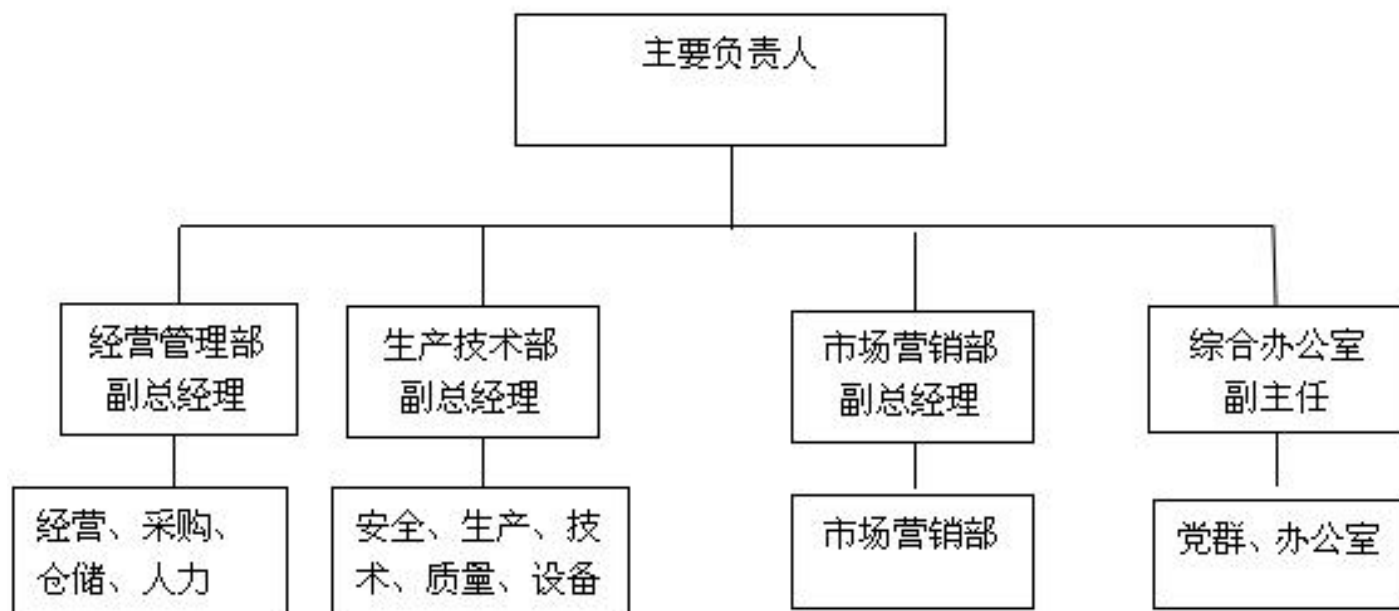 主要负责人
经营管理部
副总经理
生产技术部
副总经理
市场营销部
副总经理
综合办公室
副主任
经营、采购、
仓储、人力
安全、生产、技
术、质量、设备
市场营销部
党群、办公室